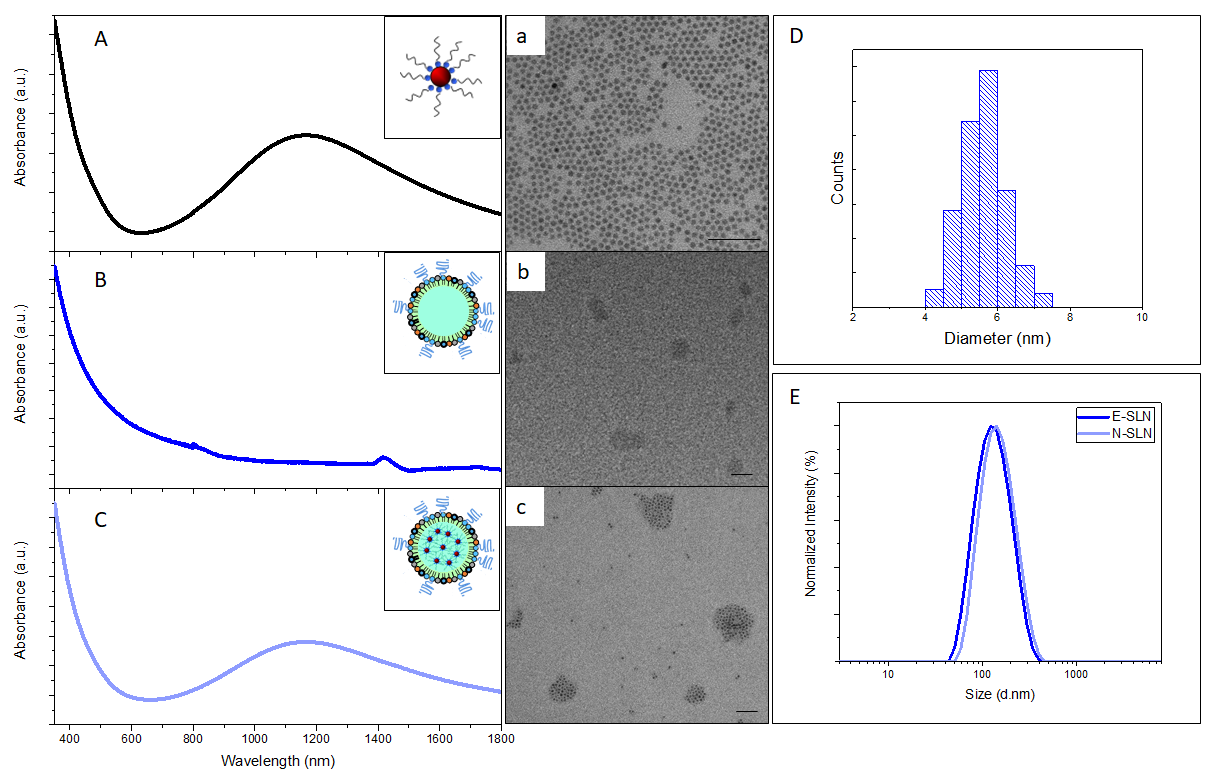 A
Absorbance (a.u.)
a
B
Absorbance (a.u.)
b
C
Absorbance (a.u.)
c
400 600 800 1000 1200 1400 1600 1800
Wavelength (nm)
D
Counts
2 4 6 8 10
Diameter (nm)
E
E-SLN
N-SLN
Normalized Intensity (%)
10 100 1000
Size (d.nm)